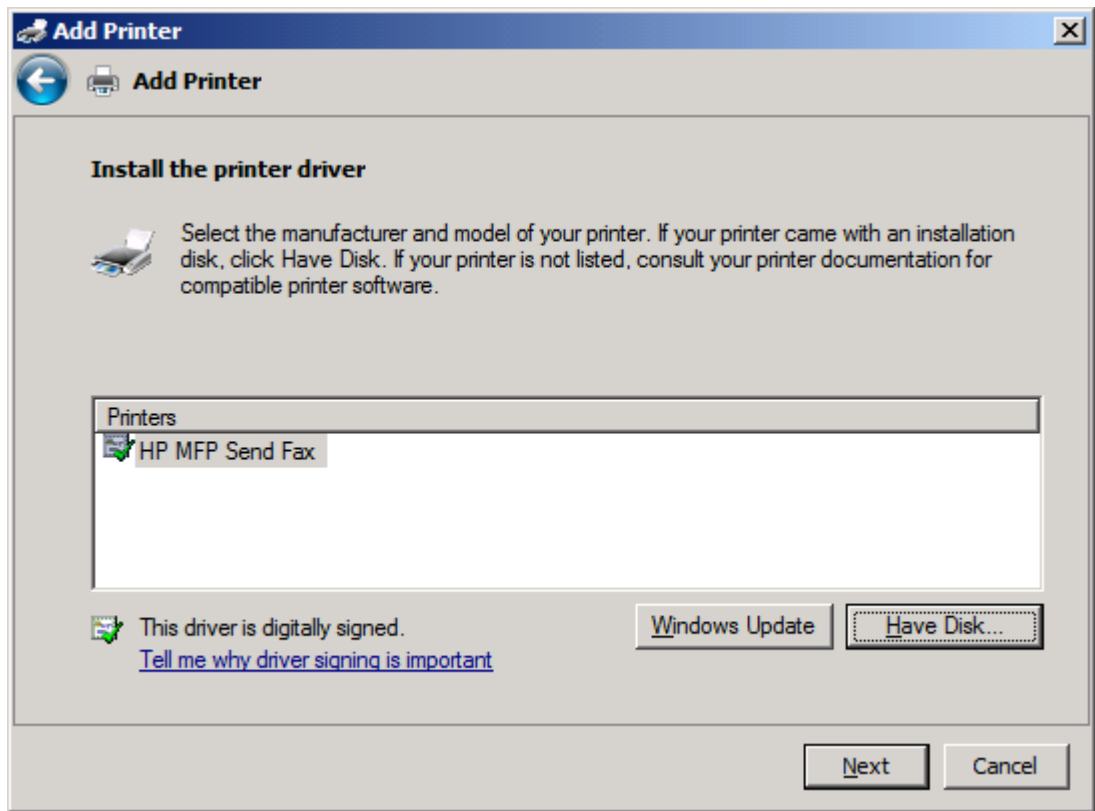 Add Printer
Add Printer
Install the printer driver
Select the manufacturer and model of your printer. If your printer came with an installation
disk, click Have Disk. If your printer is not listed, consult your printer documentation for
compatible printer software.
Printers
HP MFP Send Fax
This driver is digitally signed.
Tell me why driver signing is important
Windows Update
Have Disk...
Next
Cancel